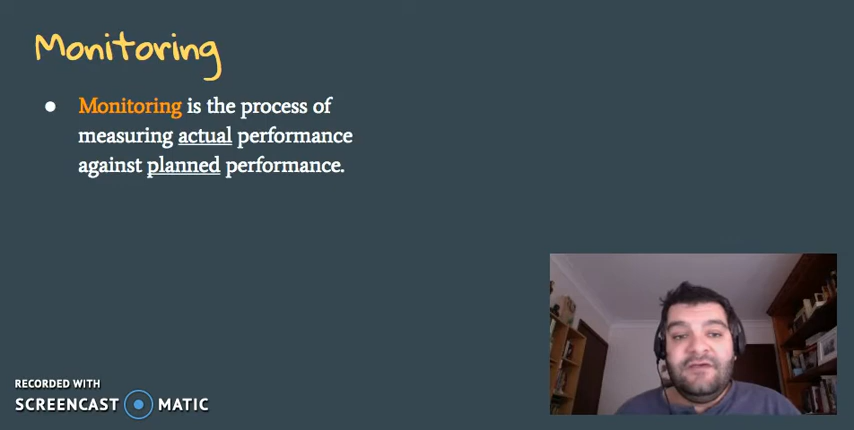 Monitoring
● Monitoring is the process of
measuring actual performance
against planned performance.
RECORDED WITH
SCREENCAST MATIC